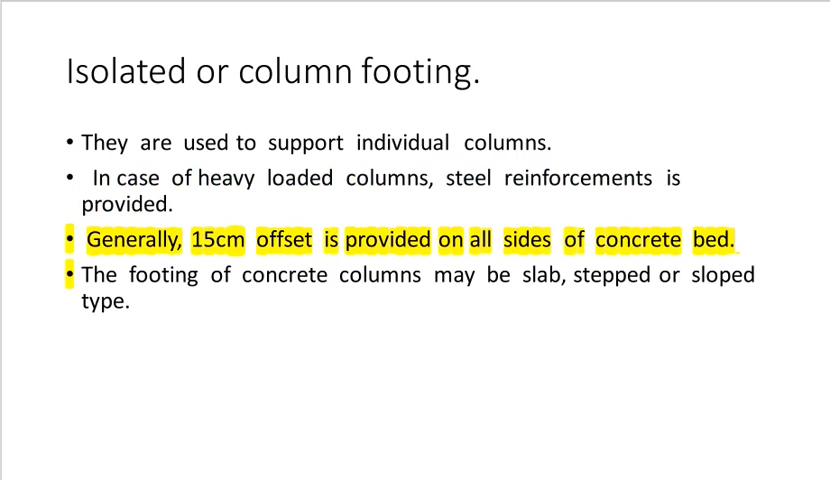 Isolated or column footing.
• They are used to support individual columns.
• In case of heavy loaded columns, steel reinforcements is
provided.
• Generally, 15cm offset is provided on all sides of concrete bed.
• The footing of concrete columns may be slab, stepped or sloped
type.